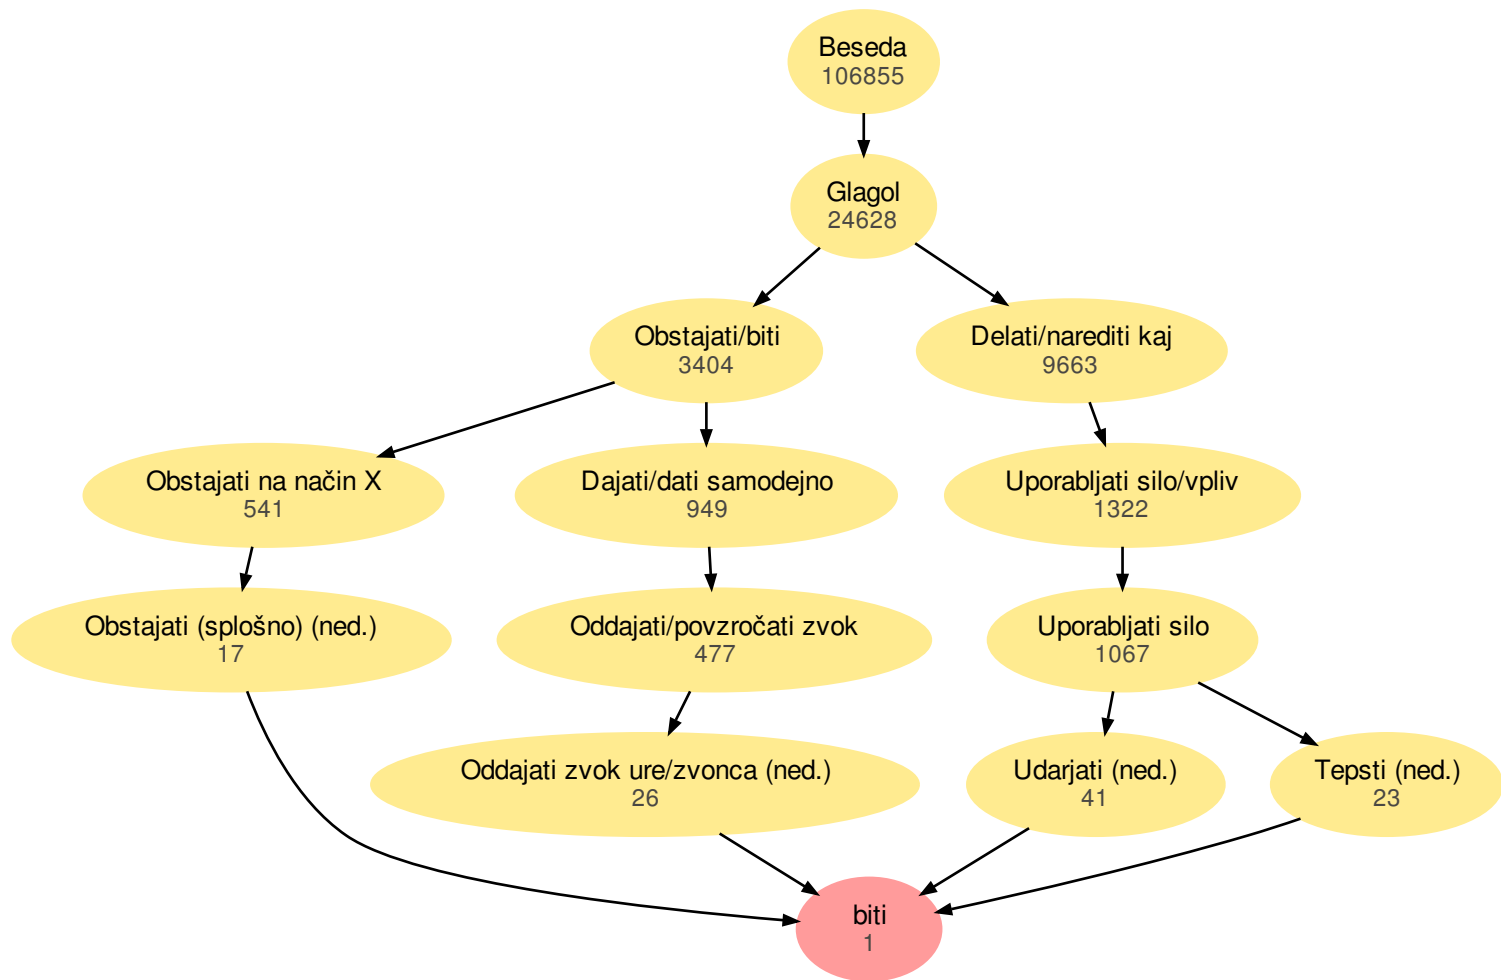 Beseda
106855
Glagol
24628
Obstajati/biti
3404
Delati/narediti kaj
9663
Obstajati na način X
541
Dajati/dati samodejno
949
Uporabljati silo/vpliv
1322
Obstajati (splošno) (ned.)
17
Oddajati/povzročati zvok
477
Uporabljati silo
1067
Oddajati zvok ure/zvonca (ned.)
26
Udarjati (ned.)
41
Tepsti (ned.)
23
biti
1